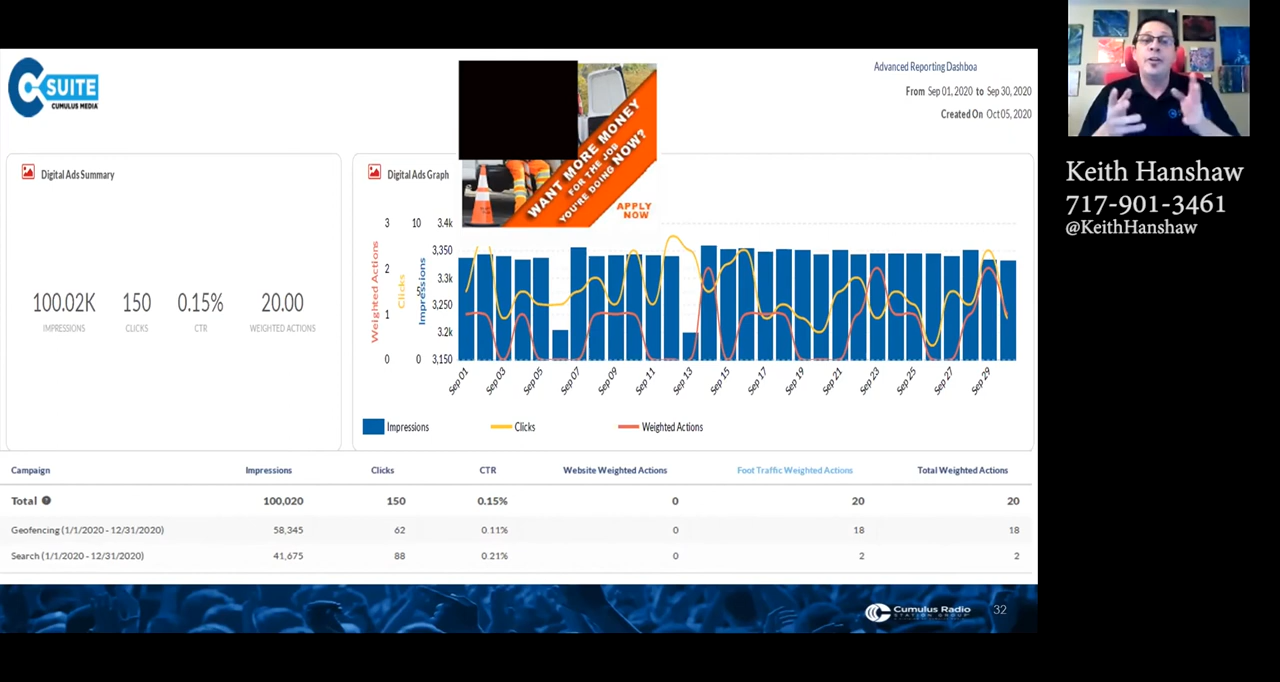 SUITE
CUMULUS MEDIA
WANT MORE MONEY
FOR THE JOB
YOU'RE DOING NOW?
APPLY
NOW
Advanced Reporting Dashboa
From Sep 01, 2020 to Sep 30, 2020
Created On Oct 05, 2020
Keith Hanshaw
717-901-3461
@KeithHanshaw
Digital Ads Summary
100.02K 150 0.15% 20.00
IMPRESSIONS CLICKS CTR WEIGHTED ACTIONS
Digital Ads Graph
Weighted Actions
Clicks
Impressions
3 10 3.4k
3,350
2 3.3k
5 3,250
1 3.2k
0 0 3,150
Sep 01 Sep 03 Sep 05 Sep 07 Sep 09 Sep 11 Sep 13 Sep 15 Sep 17 Sep 19 Sep 21 Sep 23 Sep 25 Sep 27 Sep 29
Impressions Clicks Weighted Actions
Campaign Impressions Clicks CTR Website Weighted Actions Foot Traffic Weighted Actions Total Weighted Actions
Total 100,020 150 0.15% 0 20 20
Geofencing (1/1/2020 - 12/31/2020) 58,345 62 0.11% 0 18 18
Search (1/1/2020 - 12/31/2020) 41,675 88 0.21% 0 2 2
Cumulus Radio
STATION GROUP
32